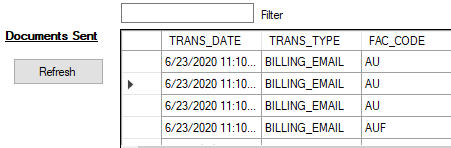 Filter
Documents Sent
Refresh
TRANS_DATE TRANS_TYPE FAC_CODE
6/23/2020 11:10... BILLING_EMAIL AU
6/23/2020 11:10... BILLING_EMAIL AU
6/23/2020 11:10... BILLING_EMAIL AU
6/23/2020 11:10... BILLING_EMAIL AUF